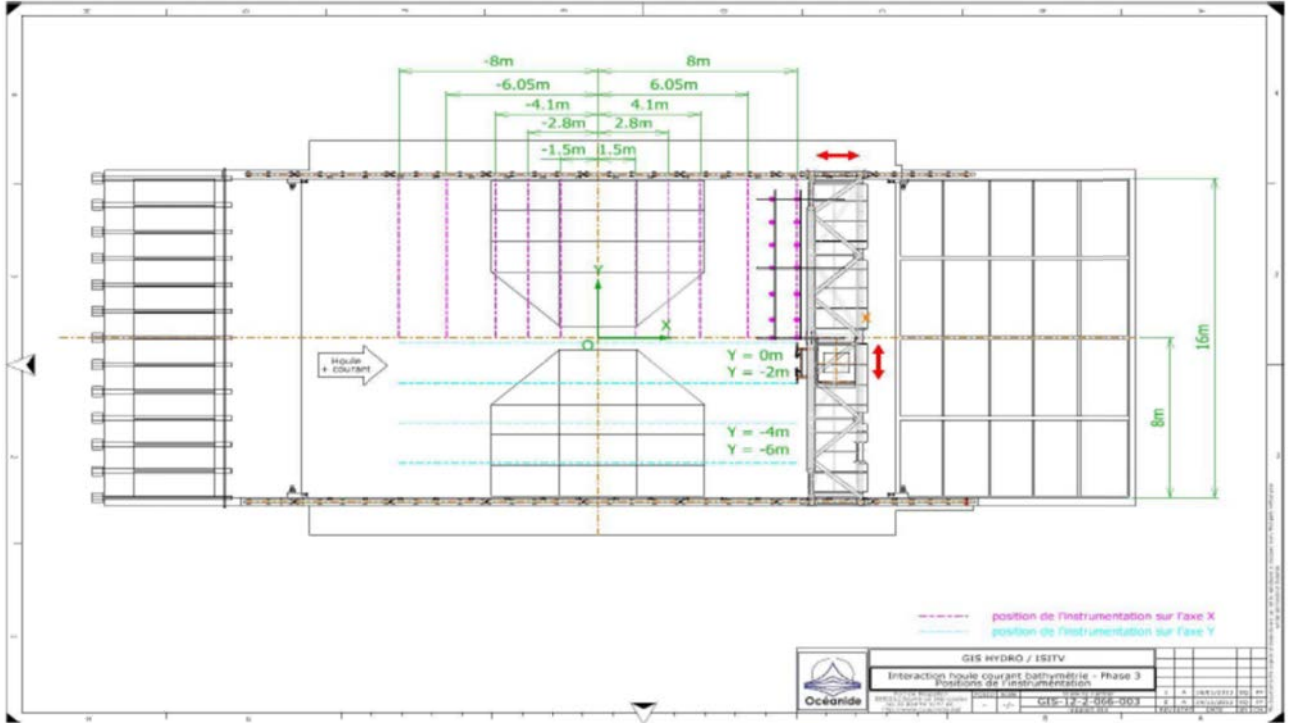 -8m 8m
-6.05m 6.05m
-4.1m 4.1m
-2.8m 2.8m
-1.5m 1.5m
Y
X
O
X
Houle
+ courant
Y = 0m
Y = -2m
Y = -4m
Y = -6m
16m
8m
position de l'instrumentation sur l'axe X
position de l'instrumentation sur l'axe Y
GIS HYDRO / ISITV
Interaction houle courant bathymétrie - Phase 3
Positions de l'instrumentation
Océanide
GIS-12-2-066-003